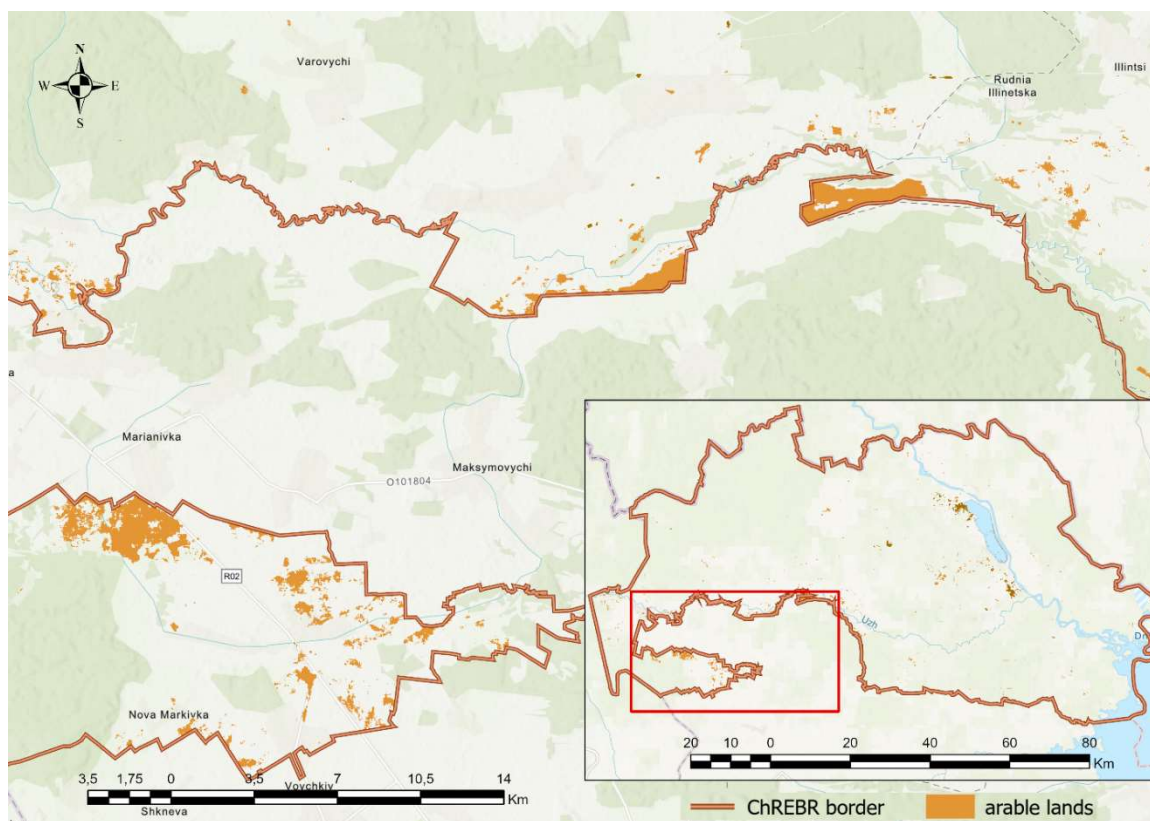 N
W E
S
Varovychi
Illintsi
Rudnia
Illinetska
a
Marianivka
Maksymovychi
O101804
R02
Nova Markivka
Vovchkiv
Shkneva
3,5 1,75 0 3,5 7 10,5 14
Km
Uzh
Dn
20 10 0 20 40 60 80
Km
ChREBR border
arable lands